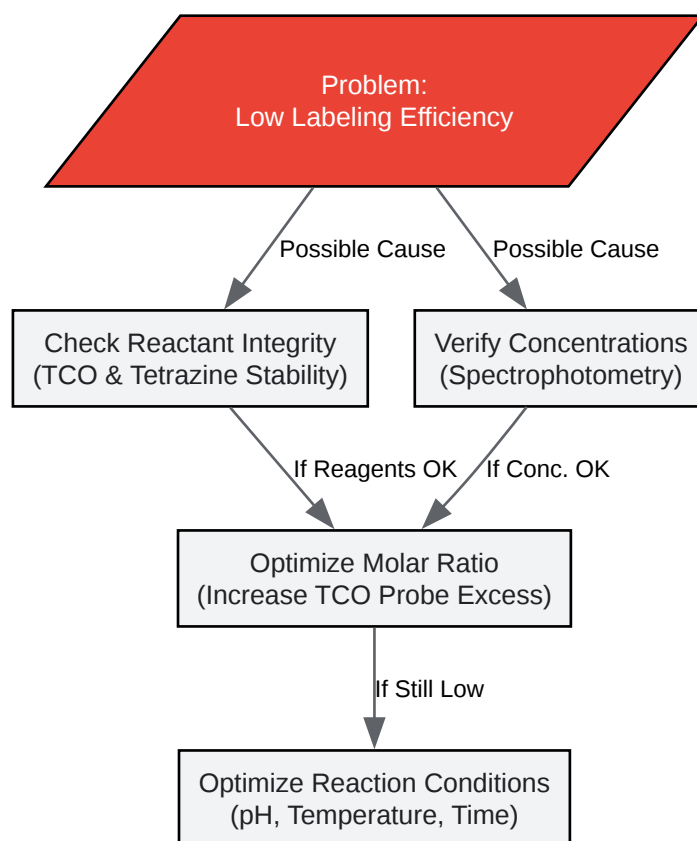 Problem:
Low Labeling Efficiency
Possible Cause
Possible Cause
Check Reactant Integrity
(TCO & Tetrazine Stability)
Verify Concentrations
(Spectrophotometry)
If Reagents OK
If Conc. OK
Optimize Molar Ratio
(Increase TCO Probe Excess)
If Still Low
Optimize Reaction Conditions
(pH, Temperature, Time)